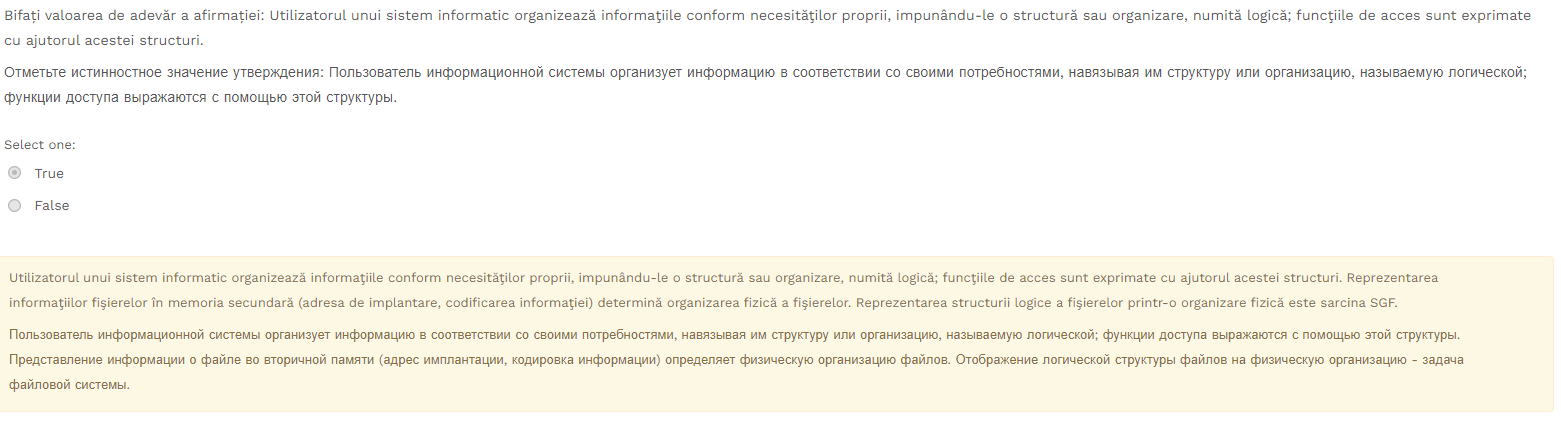 Bifați valoarea de adevăr a afirmației: Utilizatorul unui sistem informatic organizează informaţiile conform necesităţilor proprii, impunându-le o structură sau organizare, numită logică; funcţiile de acces sunt exprimate
cu ajutorul acestei structuri.
Отметьте истинностное значение утверждения: Пользователь информационной системы организует информацию в соответствии со своими потребностями, навязывая им структуру или организацию, называемую логической;
функции доступа выражаются с помощью этой структуры.
Select one:
True
False
Utilizatorul unui sistem informatic organizează informaţiile conform necesităţilor proprii, impunându-le o structură sau organizare, numită logică; funcţiile de acces sunt exprimate cu ajutorul acestei structuri. Reprezentarea
informaţiilor fişierelor în memoria secundară (adresa de implantare, codificarea informaţiei) determină organizarea fizică a fişierelor. Reprezentarea structurii logice a fişierelor printr-o organizare fizică este sarcina SGF.
Пользователь информационной системы организует информацию в соответствии со своими потребностями, навязывая им структуру или организацию, называемую логической; функции доступа выражаются с помощью этой структуры.
Представление информации о файле во вторичной памяти (адрес имплантации, кодировка информации) определяет физическую организацию файлов. Отображение логической структуры файлов на физическую организацию - задача
файловой системы.